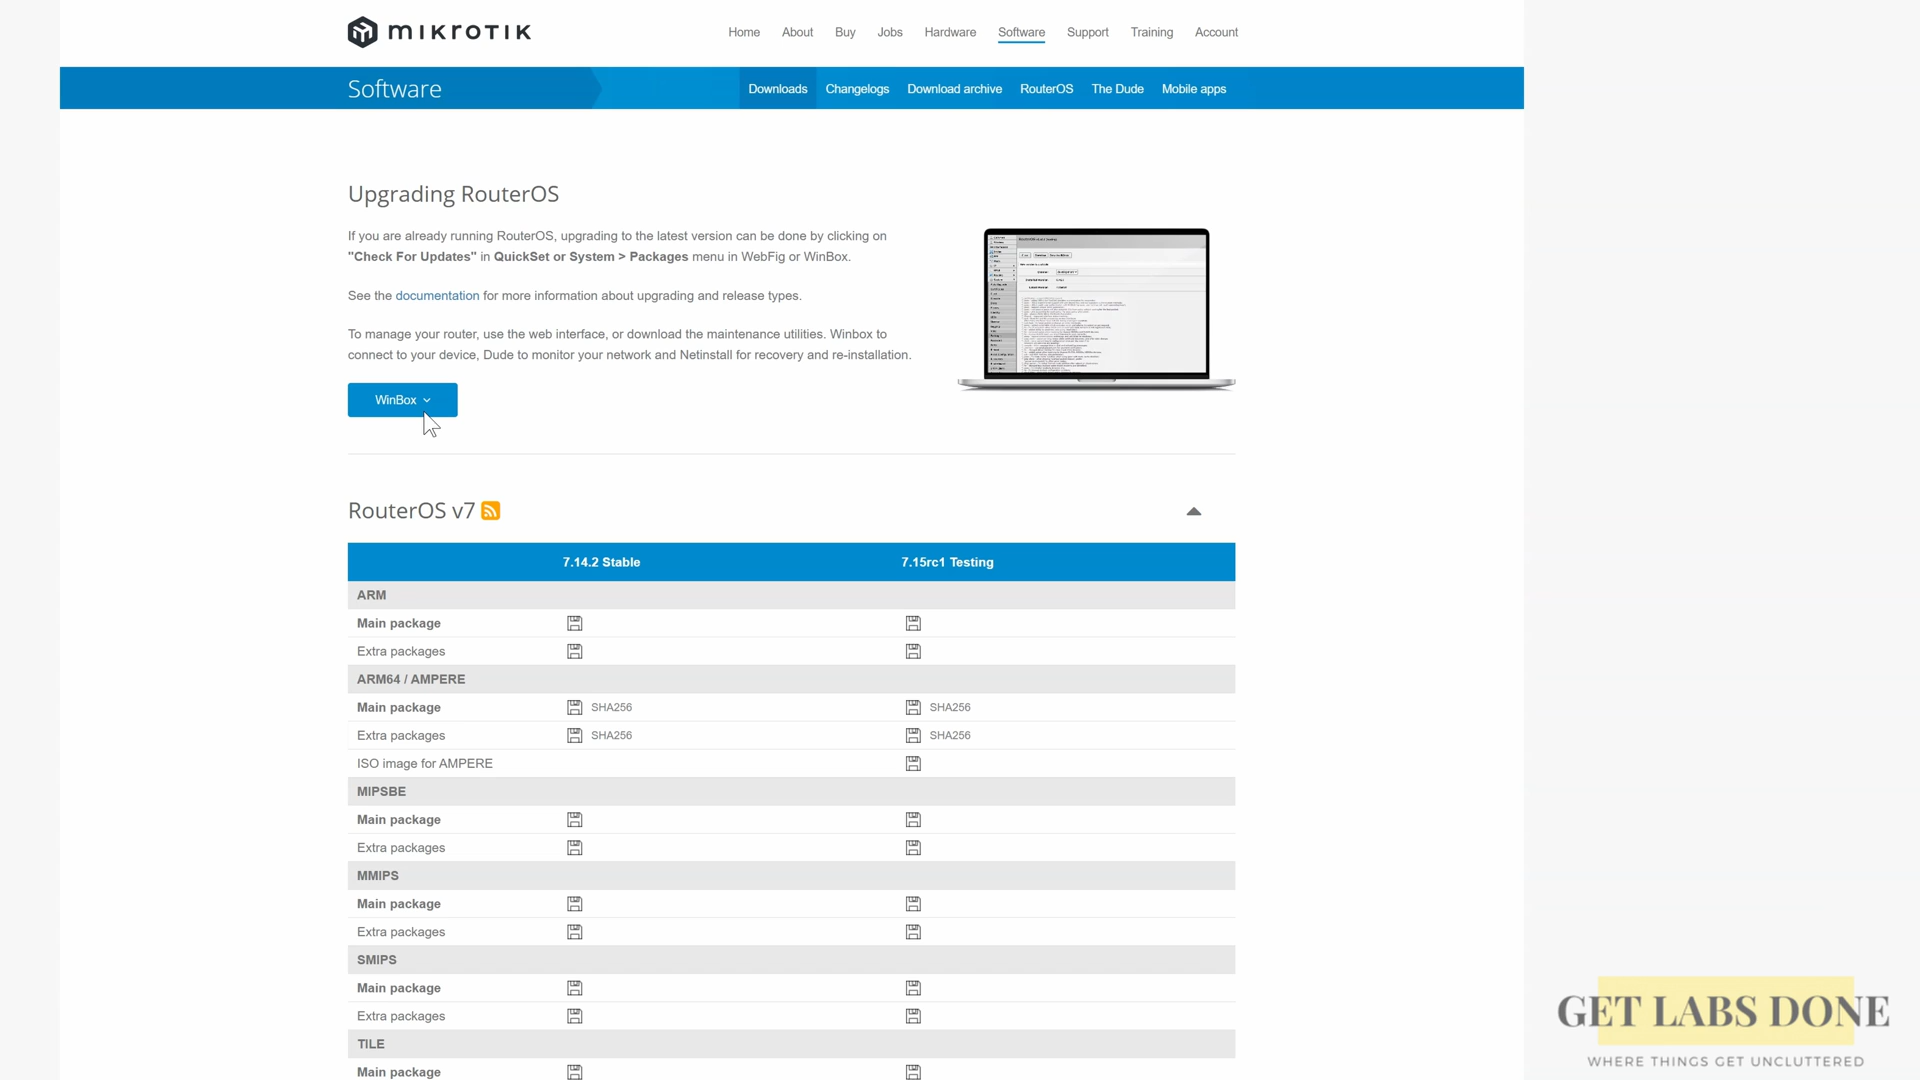 mikrotik
Home About Buy Jobs Hardware Software Support Training Account
Software
Downloads Changelogs Download archive RouterOS The Dude Mobile apps
Upgrading RouterOS
If you are already running RouterOS, upgrading to the latest version can be done by clicking on
"Check For Updates" in QuickSet or System > Packages menu in WebFig or WinBox.
See the documentation for more information about upgrading and release types.
To manage your router, use the web interface, or download the maintenance utilities. Winbox to
connect to your device, Dude to monitor your network and Netinstall for recovery and re-installation.
WinBox
RouterOS v7
7.14.2 Stable 7.15rc1 Testing
ARM
Main package
Extra packages
ARM64 / AMPERE
Main package SHA256 SHA256
Extra packages SHA256 SHA256
ISO image for AMPERE
MIPSBE
Main package
Extra packages
MMIPS
Main package
Extra packages
SMIPS
Main package
Extra packages
TILE
Main package
GET LABS DONE
WHERE THINGS GET UNCLUTTERED